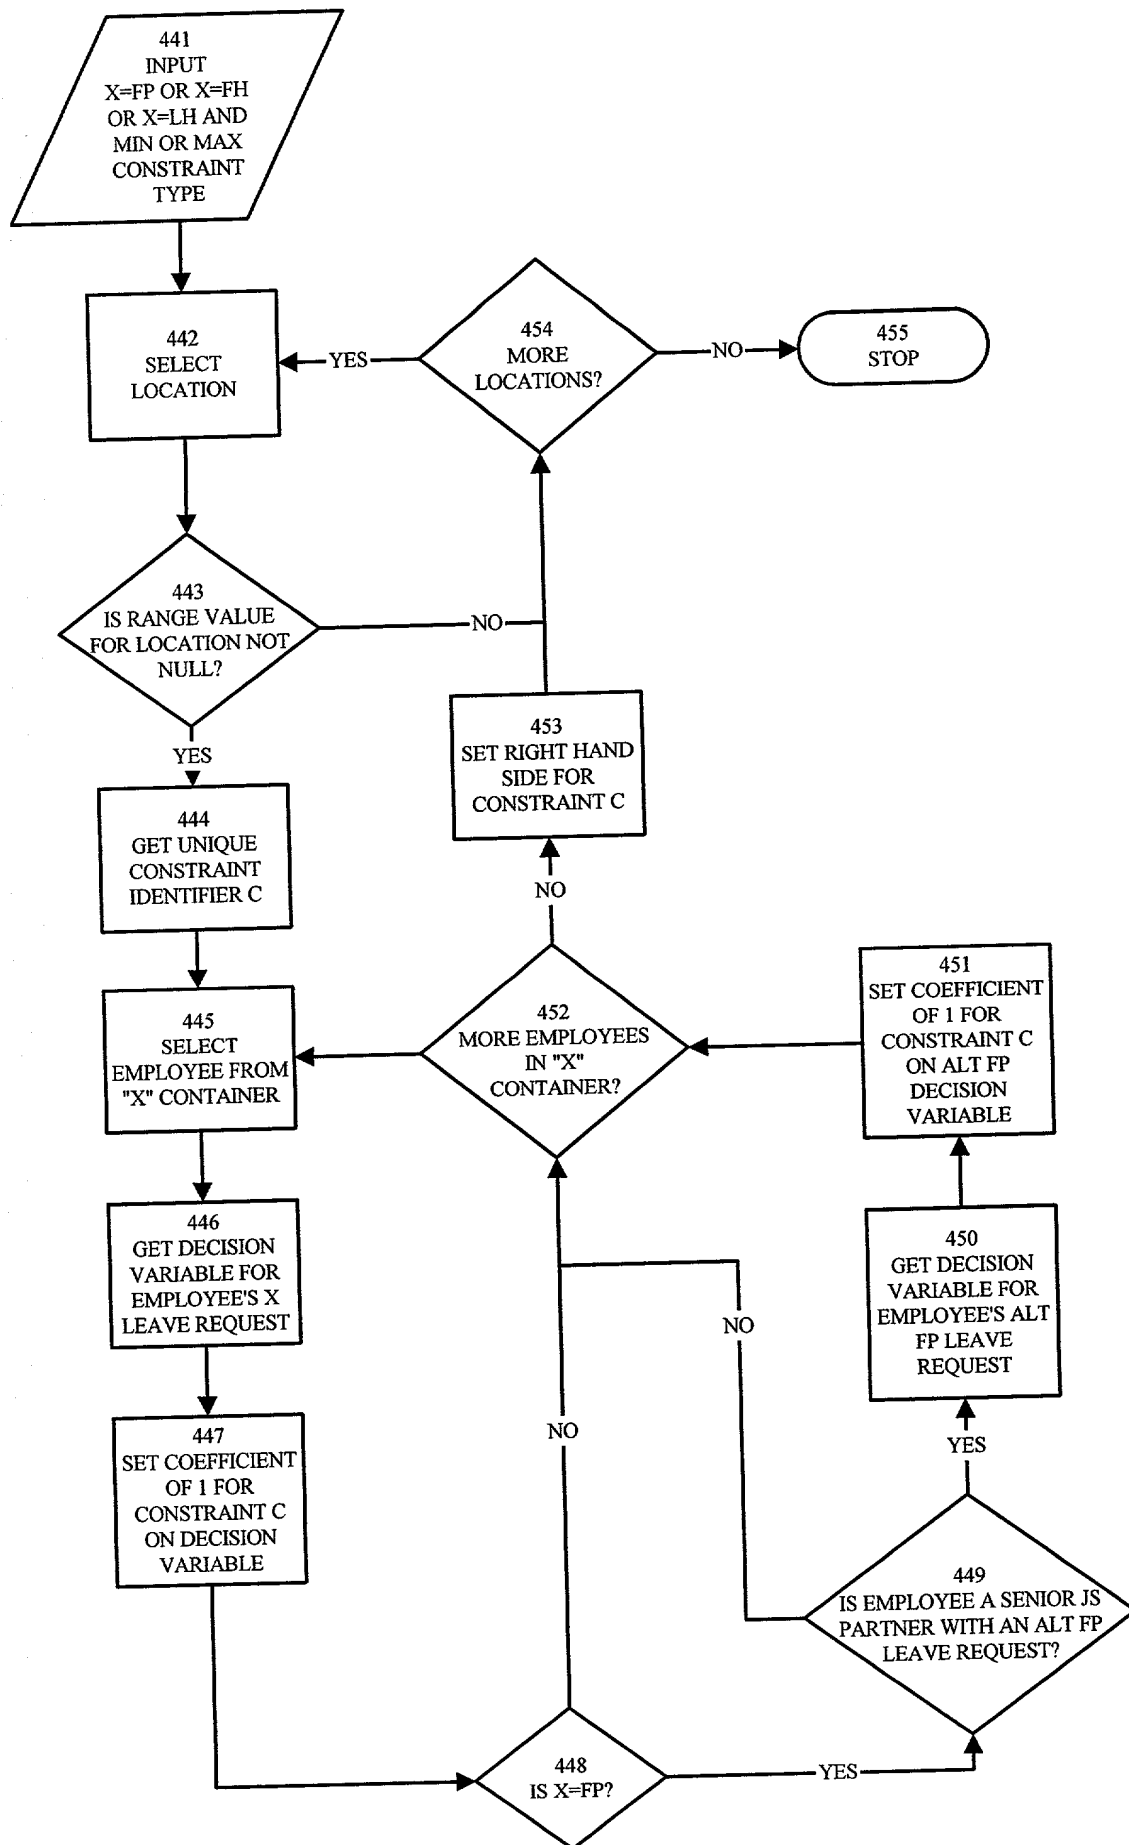 441
INPUT
X=FP OR X=FH
OR X=LH AND
MIN OR MAX
CONSTRAINT
TYPE
442
SELECT
LOCATION
YES
454
MORE
LOCATIONS?
NO
455
STOP
443
IS RANGE VALUE
FOR LOCATION NOT
NULL?
NO
YES
453
SET RIGHT HAND
SIDE FOR
CONSTRAINT C
444
GET UNIQUE
CONSTRAINT
IDENTIFIER C
NO
445
SELECT
EMPLOYEE FROM
"X" CONTAINER
452
MORE EMPLOYEES
IN "X"
CONTAINER?
451
SET COEFFICIENT
OF 1 FOR
CONSTRAINT C
ON ALT FP
DECISION
VARIABLE
446
GET DECISION
VARIABLE FOR
EMPLOYEE'S X
LEAVE REQUEST
450
GET DECISION
VARIABLE FOR
EMPLOYEE'S ALT
FP LEAVE
REQUEST
NO
447
SET COEFFICIENT
OF 1 FOR
CONSTRAINT C
ON DECISION
VARIABLE
NO
YES
449
IS EMPLOYEE A SENIOR JS
PARTNER WITH AN ALT FP
LEAVE REQUEST?
448
IS X=FP?
YES